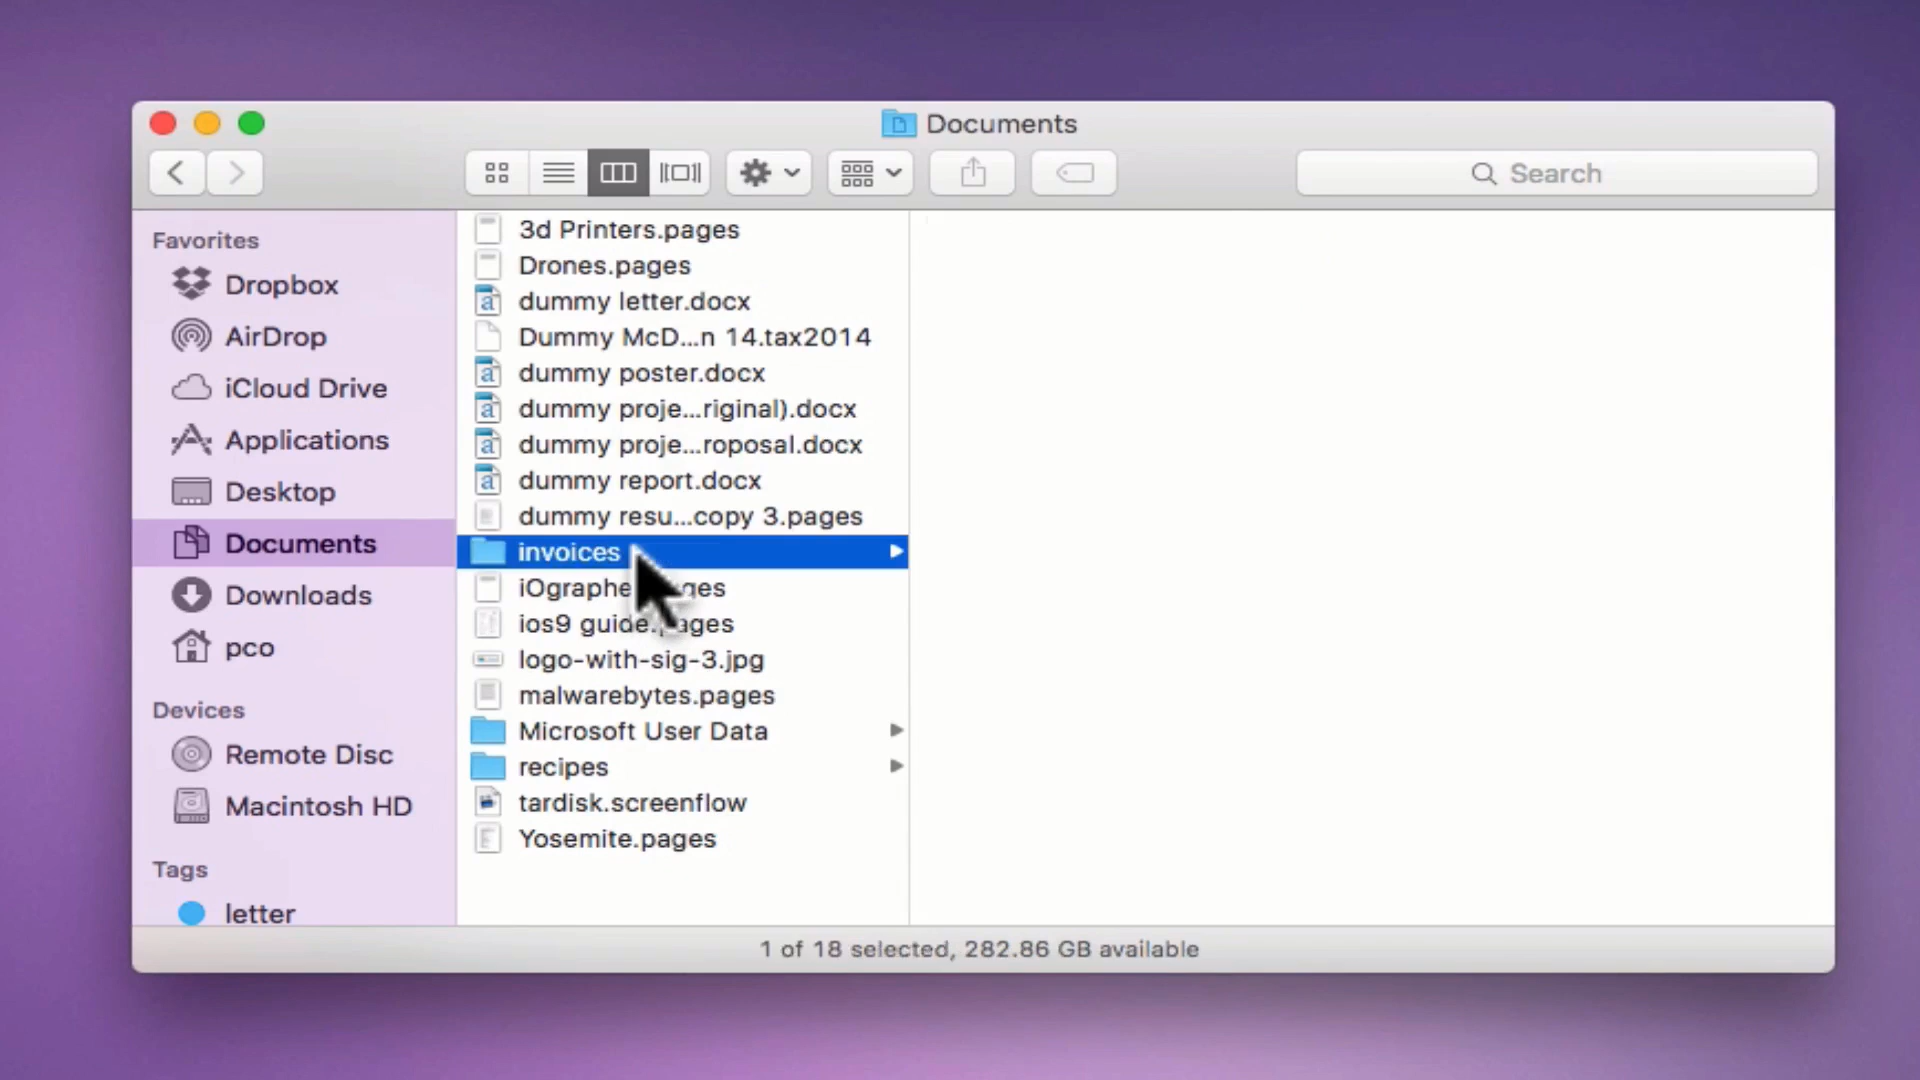 Documents
Search
Favorites
Dropbox
AirDrop
iCloud Drive
Applications
Desktop
Documents
Downloads
pco
Devices
Remote Disc
Macintosh HD
Tags
letter
3d Printers.pages
Drones.pages
dummy letter.docx
Dummy McD...n 14.tax2014
dummy poster.docx
dummy proje...riginal).docx
dummy proje...roposal.docx
dummy report.docx
dummy resu...copy 3.pages
invoices
ios9 guide.pages
logo-with-sig-3.jpg
malwarebytes.pages
Microsoft User Data
recipes
tardisk.screenflow
Yosemite.pages
1 of 18 selected, 282.86 GB available